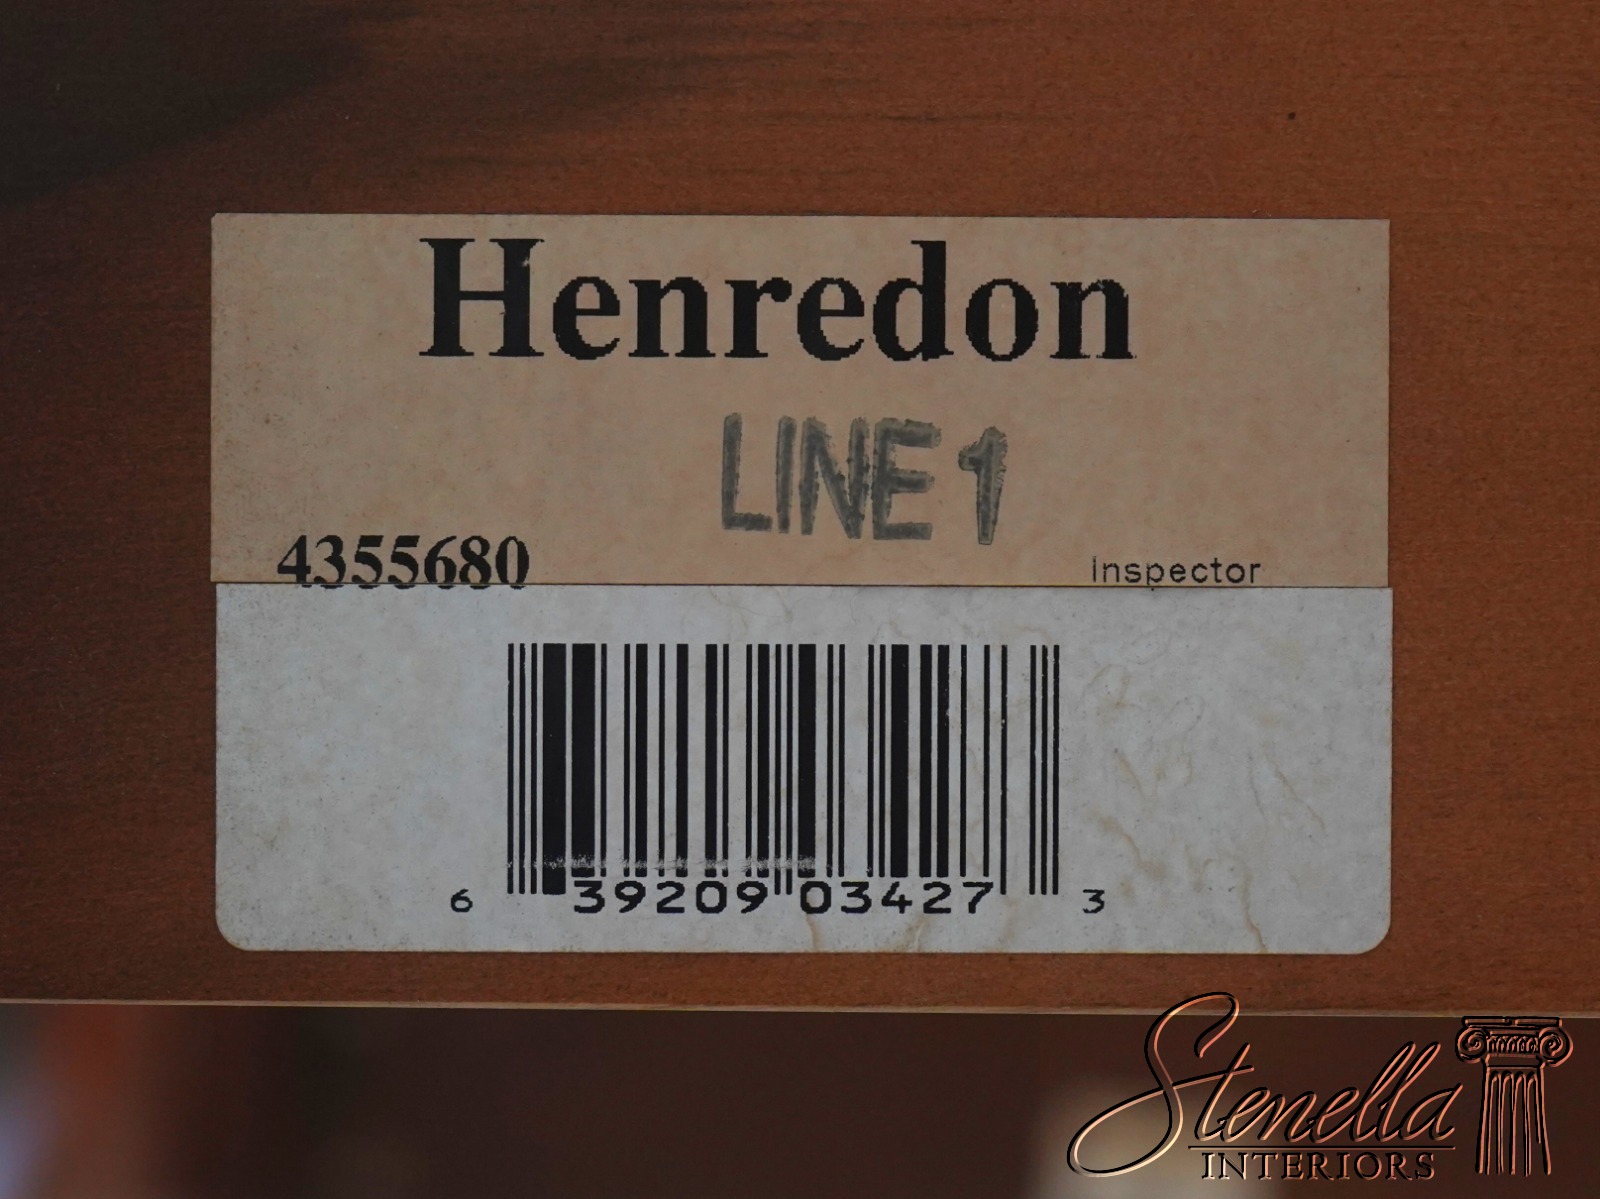 Henredon
LINE 1
4355680 Inspector
6 39209 03427 3
Stenella
INTERIORS